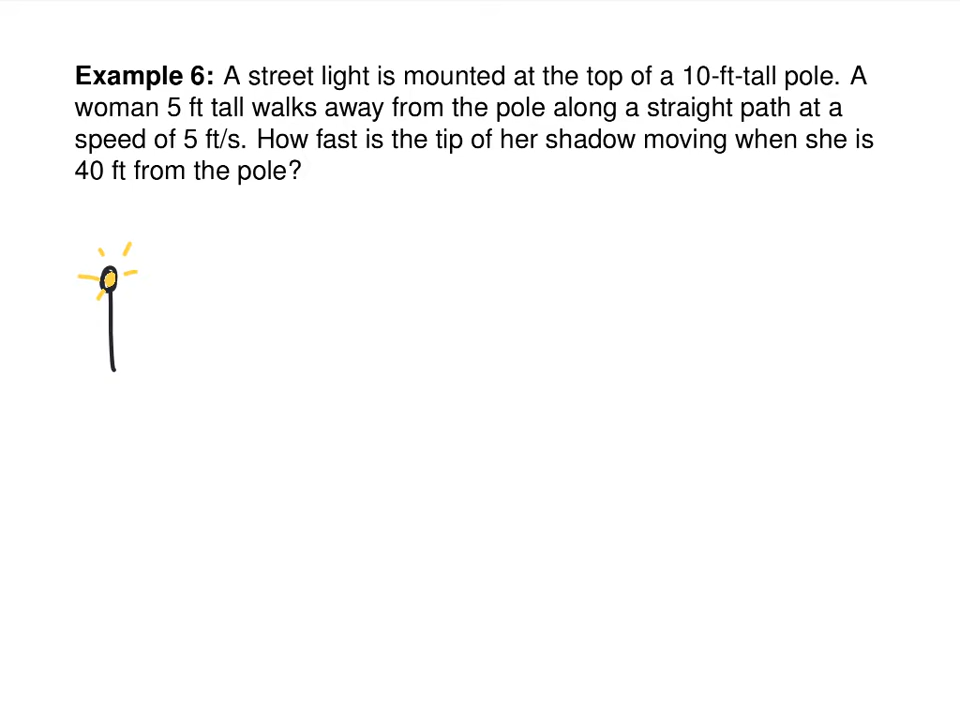 Example 6: A street light is mounted at the top of a 10-ft-tall pole. A
woman 5 ft tall walks away from the pole along a straight path at a
speed of 5 ft/s. How fast is the tip of her shadow moving when she is
40 ft from the pole?